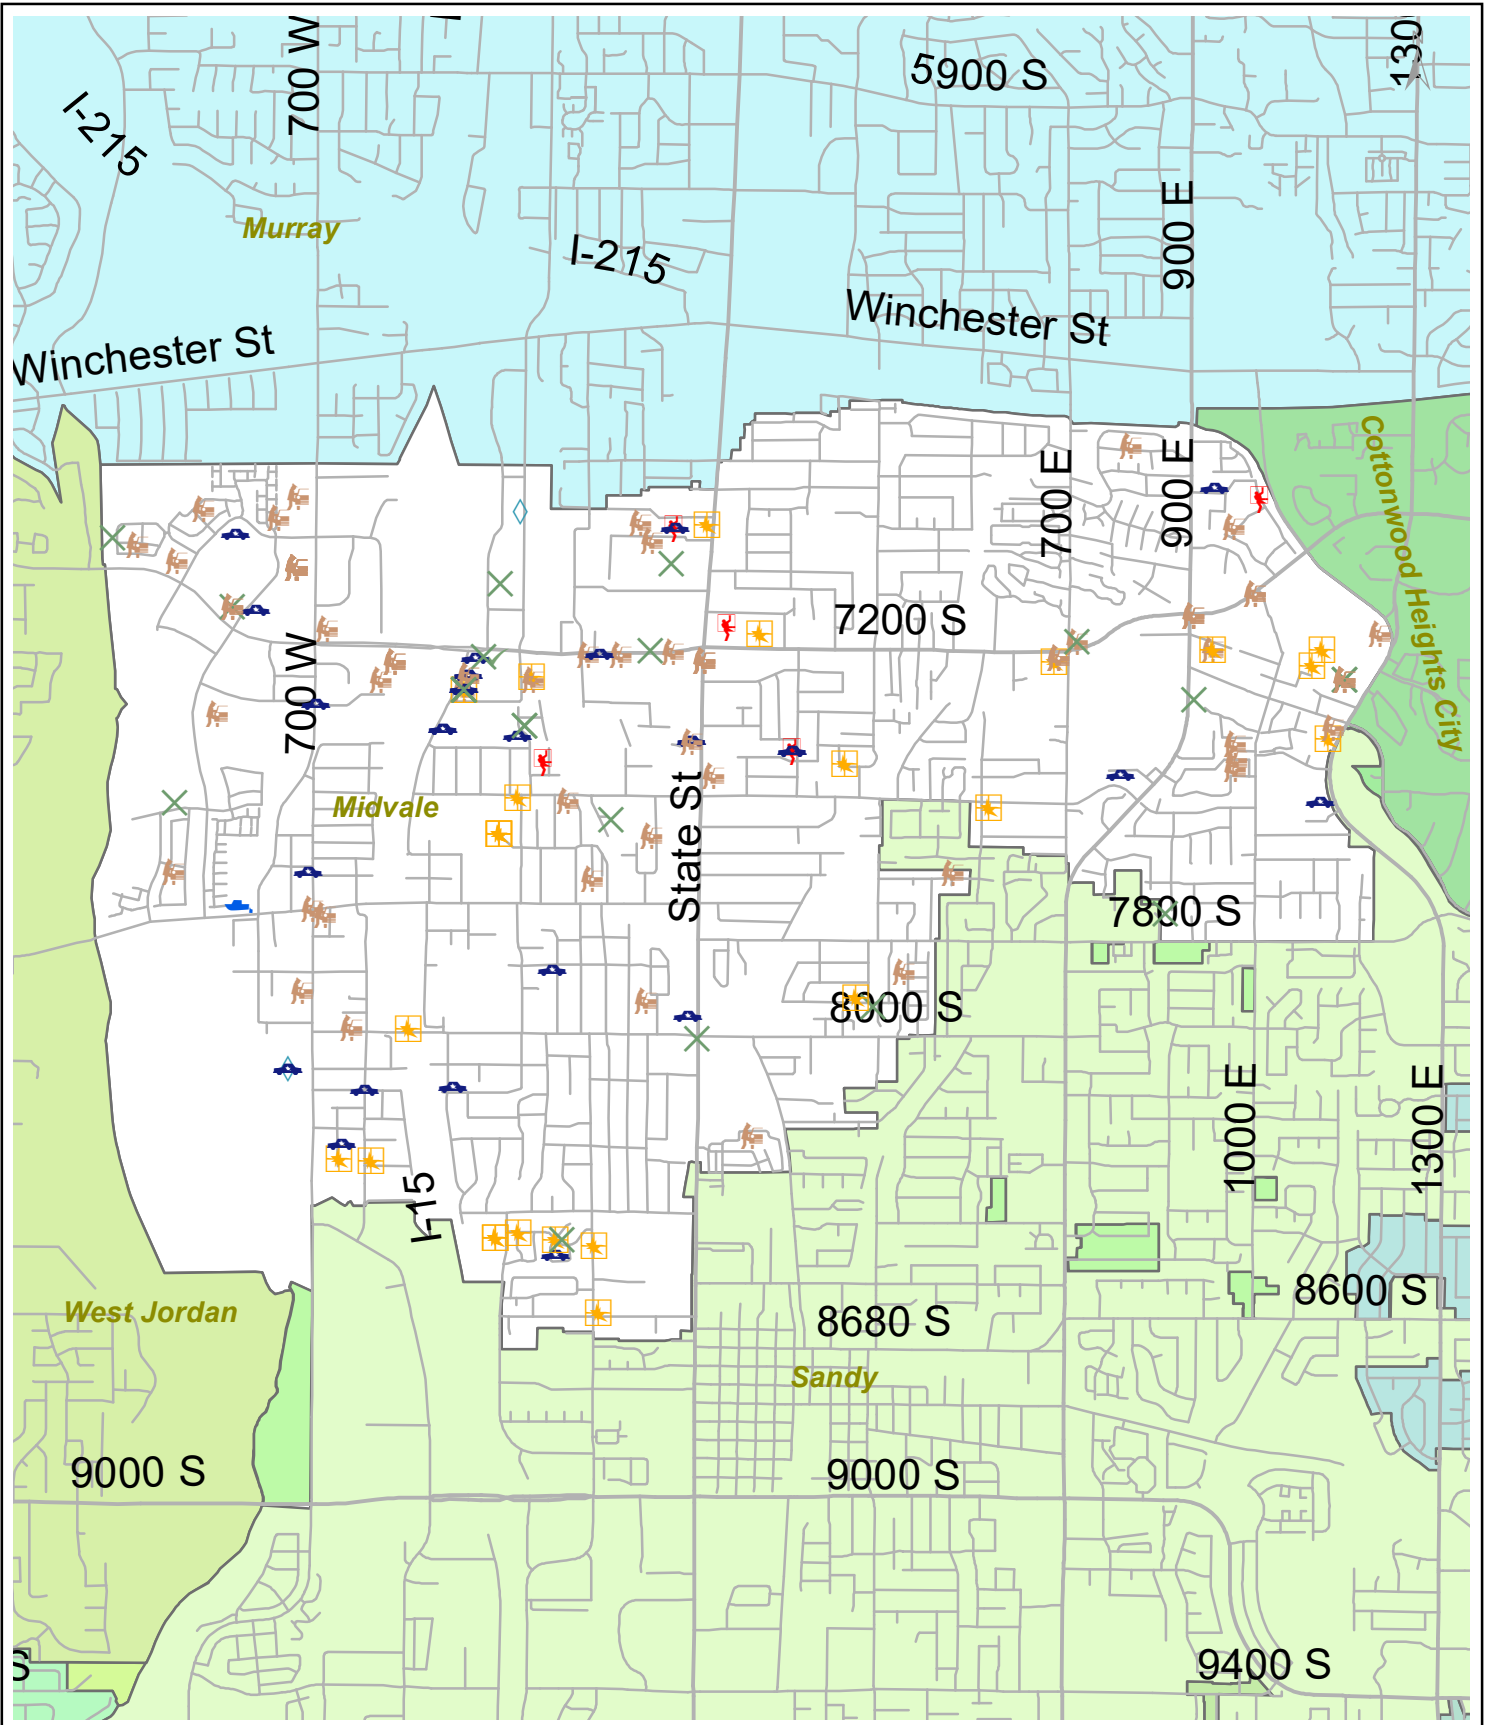 700 W
130
5900 S
I-215
900 E
Murray
I-215
Winchester St
Winchester St
Cottonwood Heights City
700 E
900 E
7200 S
700 W
Midvale
State St
7800 S
8000 S
1000 E
1300 E
I-15
8600 S
West Jordan
8680 S
Sandy
9000 S
9000 S
S
9400 S